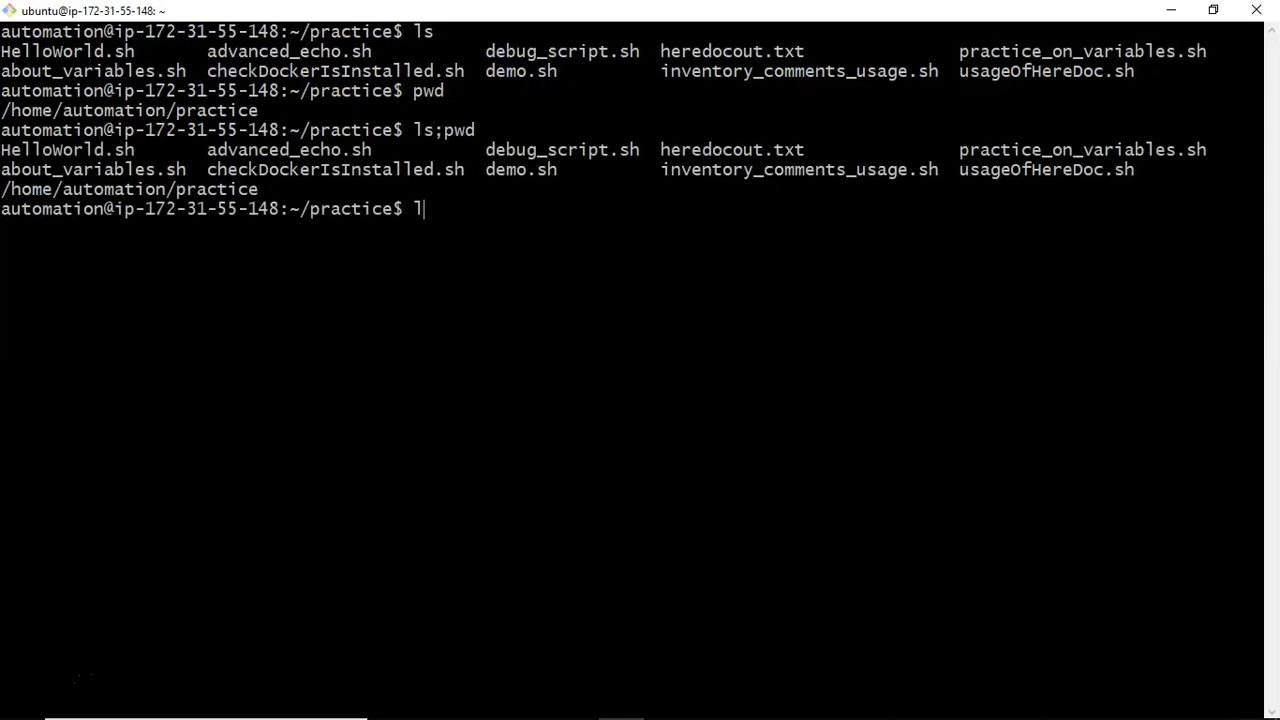 ubuntu@ip-172-31-55-148: ~
automation@ip-172-31-55-148:~/practice$ ls
HelloWorld.sh advanced_echo.sh debug_script.sh heredocout.txt practice_on_variables.sh
about_variables.sh checkDockerIsInstalled.sh demo.sh inventory_comments_usage.sh usageOfHereDoc.sh
automation@ip-172-31-55-148:~/practice$ pwd
/home/automation/practice
automation@ip-172-31-55-148:~/practice$ ls;pwd
HelloWorld.sh advanced_echo.sh debug_script.sh heredocout.txt practice_on_variables.sh
about_variables.sh checkDockerIsInstalled.sh demo.sh inventory_comments_usage.sh usageOfHereDoc.sh
/home/automation/practice
automation@ip-172-31-55-148:~/practice$ l